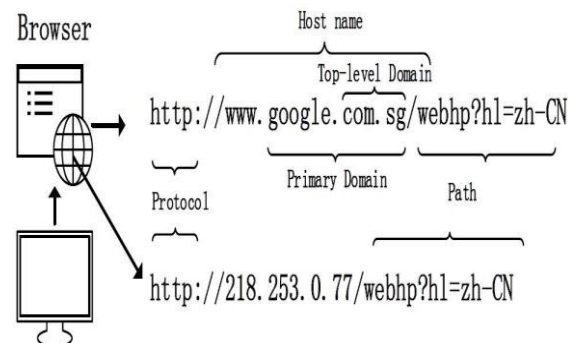 Host name
Browser
Top-level Domain
http://www.google.com.sg/webhp?hl=zh-CN
Primary Domain
Path
Protocol
http://218.253.0.77/webhp?hl=zh-CN